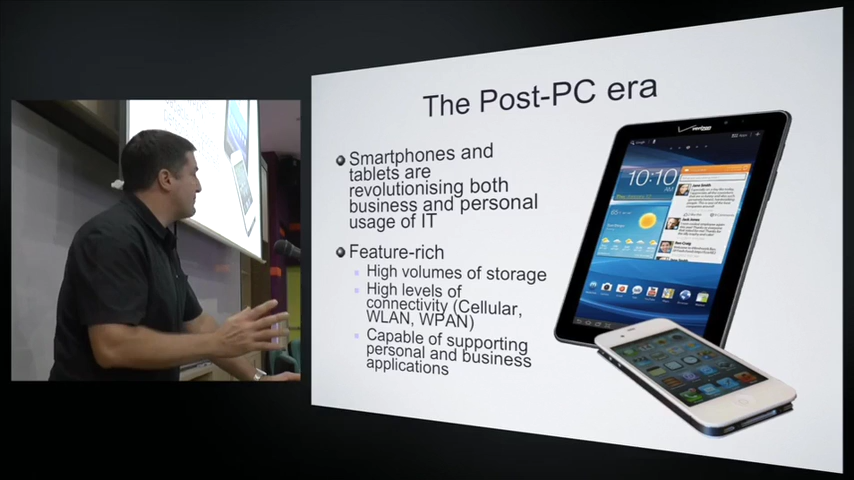 The Post-PC era
Smartphones and
tablets are
revolutionising both
business and personal
usage of IT
Feature-rich
High volumes of storage
High levels of
connectivity (Cellular,
WLAN, WPAN)
Capable of supporting
personal and business
applications
verizon
10:10